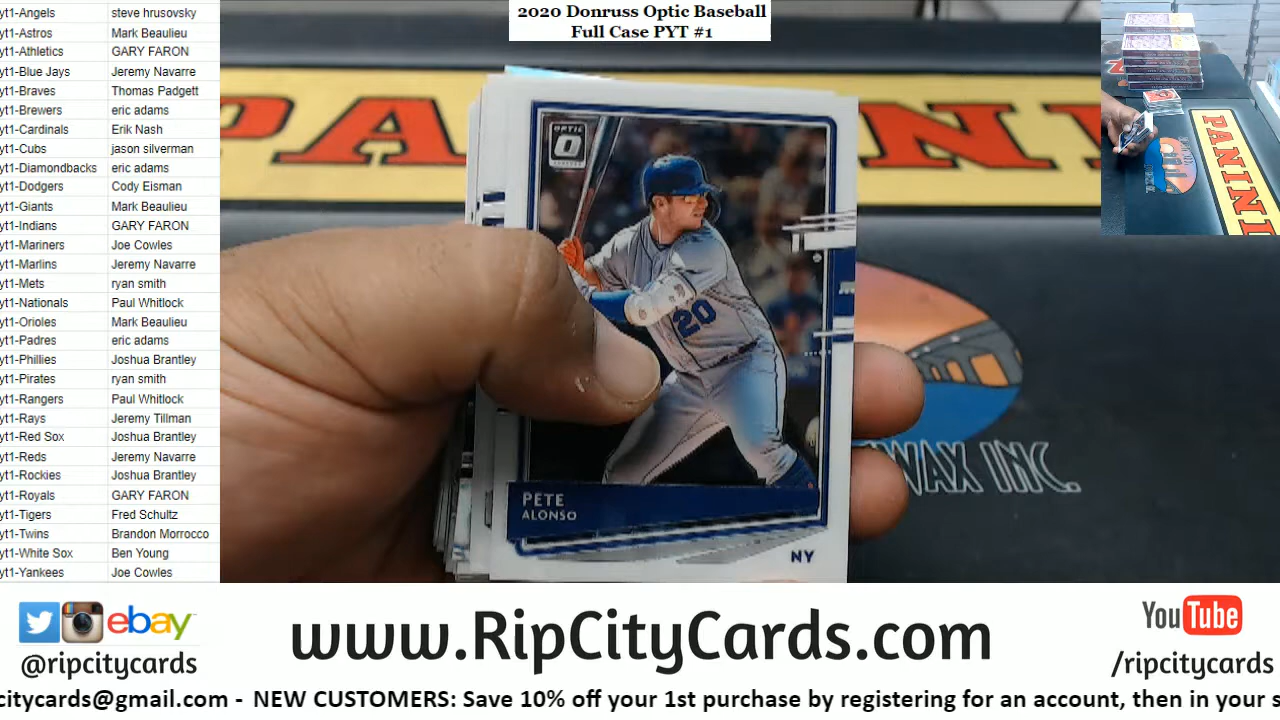 yt1-Angels steve hrusovsky
yt1-Astros Mark Beaulieu
yt1-Athletics GARY FARON
yt1-Blue Jays Jeremy Navarre
yt1-Braves Thomas Padgett
yt1-Brewers eric adams
yt1-Cardinals Erik Nash
yt1-Cubs jason silverman
yt1-Diamondbacks eric adams
yt1-Dodgers Cody Eisman
yt1-Giants Mark Beaulieu
yt1-Indians GARY FARON
yt1-Mariners Joe Cowles
yt1-Marlins Jeremy Navarre
yt1-Mets ryan smith
yt1-Nationals Paul Whitlock
yt1-Orioles Mark Beaulieu
yt1-Padres eric adams
yt1-Phillies Joshua Brantley
yt1-Pirates ryan smith
yt1-Rangers Paul Whitlock
yt1-Rays Jeremy Tillman
yt1-Red Sox Joshua Brantley
yt1-Reds Jeremy Navarre
yt1-Rockies Joshua Brantley
yt1-Royals GARY FARON
yt1-Tigers Fred Schultz
yt1-Twins Brandon Morrocco
yt1-White Sox Ben Young
yt1-Yankees Joe Cowles
2020 Donruss Optic Baseball
Full Case PYT #1
PANINI
OPTIC
20
PETE
ALONSO
NY
WAX INC.
PANINI
ebay
@ripcitycards
www.RipCityCards.com
YouTube
/ripcitycards
citycards@gmail.com - NEW CUSTOMERS: Save 10% off your 1st purchase by registering for an account, then in your s